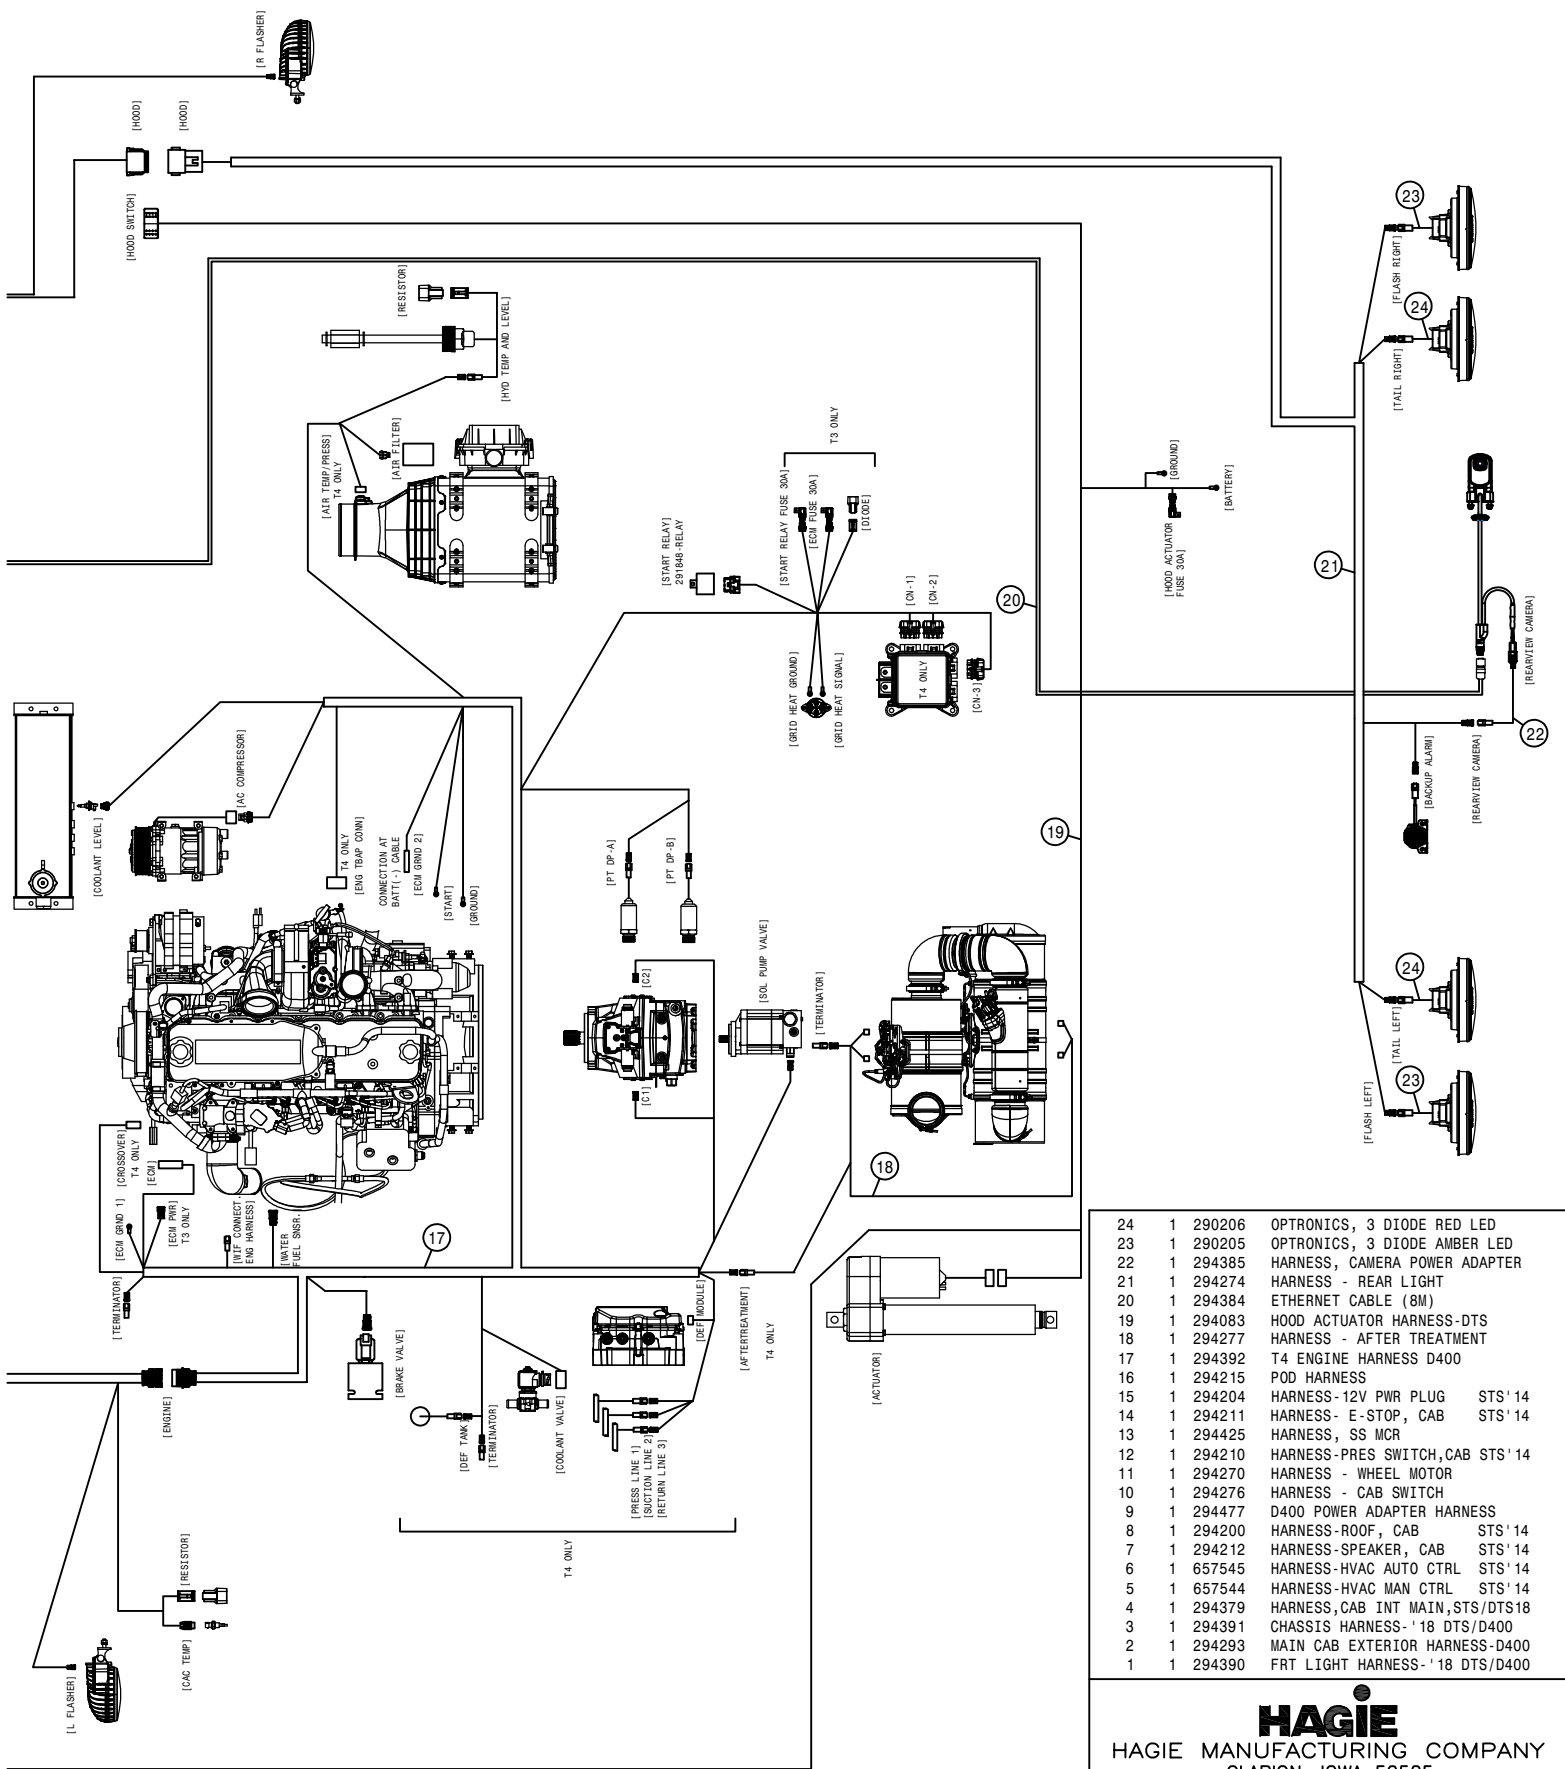 [R FLASHER]
[HOOD]
[HOOD]
[HOOD SWITCH]
[RESISTOR]
[HYD TEMP AND LEVEL]
[AIR FILTER]
[AIR TEMP/PRESS]
T4 ONLY
T3 ONLY
[START RELAY FUSE 30A]
[ECM FUSE 30A]
[DIODE]
[START RELAY]
291848-RELAY
[CN-1]
[CN-2]
[CN-3]
T4 ONLY
[GRID HEAT GROUND]
[GRID HEAT SIGNAL]
[GROUND]
[BATTERY]
[HOOD ACTUATOR
FUSE 30A]
23
[FLASH RIGHT]
24
[TAIL RIGHT]
21
20
[REARVIEW CAMERA]
22
[REARVIEW CAMERA]
[BACKUP ALARM]
19
[COOLANT LEVEL]
[AC COMPRESSOR]
T4 ONLY
[ENG TBAP CONN]
CONNECTION AT
BATT(-) CABLE
[ECM GRND 2]
[START]
[GROUND]
[PT DP-A]
[PT DP-B]
[C2]
[C1]
[SOL PUMP VALVE]
[TERMINATOR]
24
[TAIL LEFT]
23
[FLASH LEFT]
18
[CROSSOVER]
T4 ONLY
[ECM]
[ECM GRND 1]
[ECM PWR]
T3 ONLY
[WIF CONNECT.
ENG HARNESS]
[WATER
FUEL SNSR.]
17
[TERMINATOR]
[ENGINE]
[BRAKE VALVE]
[DEF TANK]
[TERMINATOR]
[COOLANT VALVE]
[DEF MODULE]
[AFTERTREATMENT]
T4 ONLY
[PRESS LINE 1]
[SUCTION LINE 2]
[RETURN LINE 3]
T4 ONLY
[ACTUATOR]
[RESISTOR]
[CAC TEMP]
[L FLASHER]
24 1 290206 OPTRONICS, 3 DIODE RED LED
23 1 290205 OPTRONICS, 3 DIODE AMBER LED
22 1 294385 HARNESS, CAMERA POWER ADAPTER
21 1 294274 HARNESS - REAR LIGHT
20 1 294384 ETHERNET CABLE (8M)
19 1 294083 HOOD ACTUATOR HARNESS-DTS
18 1 294277 HARNESS - AFTER TREATMENT
17 1 294392 T4 ENGINE HARNESS D400
16 1 294215 POD HARNESS
15 1 294204 HARNESS-12V PWR PLUG STS'14
14 1 294211 HARNESS- E-STOP, CAB STS'14
13 1 294425 HARNESS, SS MCR
12 1 294210 HARNESS-PRES SWITCH,CAB STS'14
11 1 294270 HARNESS - WHEEL MOTOR
10 1 294276 HARNESS - CAB SWITCH
9 1 294477 D400 POWER ADAPTER HARNESS
8 1 294200 HARNESS-ROOF, CAB STS'14
7 1 294212 HARNESS-SPEAKER, CAB STS'14
6 1 657545 HARNESS-HVAC AUTO CTRL STS'14
5 1 657544 HARNESS-HVAC MAN CTRL STS'14
4 1 294379 HARNESS,CAB INT MAIN,STS/DTS18
3 1 294391 CHASSIS HARNESS-'18 DTS/D400
2 1 294293 MAIN CAB EXTERIOR HARNESS-D400
1 1 294390 FRT LIGHT HARNESS-'18 DTS/D400
HAGIE
HAGIE MANUFACTURING COMPANY